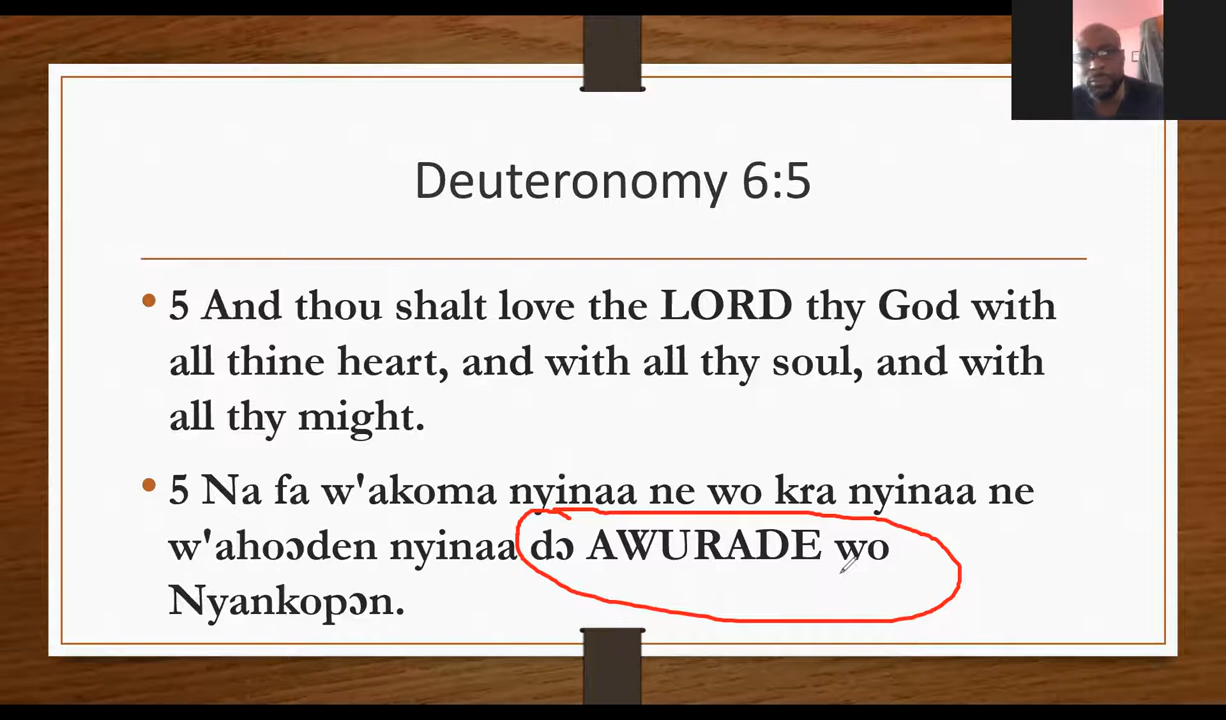 Deuteronomy 6:5
• 5 And thou shalt love the LORD thy God with
all thine heart, and with all thy soul, and with
all thy might.
• 5 Na fa w'akoma nyinaa ne wo kra nyinaa ne
w'ahoɔden nyinaa dɔ AWURADE wo
Nyankopɔn.